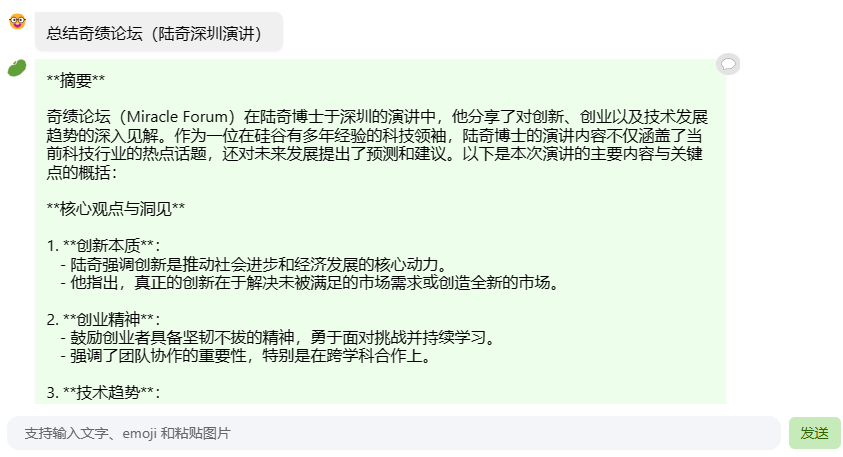 总结奇绩论坛（陆奇深圳演讲）
**摘要**
奇绩论坛（Miracle Forum）在陆奇博士于深圳的演讲中，他分享了对创新、创业以及技术发展
趋势的深入见解。作为一位在硅谷有多年经验的科技领袖，陆奇博士的演讲内容不仅涵盖了当
前科技行业的热点话题，还对未来发展提出了预测和建议。以下是本次演讲的主要内容与关键
点的概括：
**核心观点与洞见**
1. **创新本质**：
- 陆奇强调创新是推动社会进步和经济发展的核心动力。
- 他指出，真正的创新在于解决未被满足的市场需求或创造全新的市场。
2. **创业精神**：
- 鼓励创业者具备坚韧不拔的精神，勇于面对挑战并持续学习。
- 强调了团队协作的重要性，特别是在跨学科合作上。
3. **技术趋势**：
支持输入文字、emoji 和粘贴图片
发送